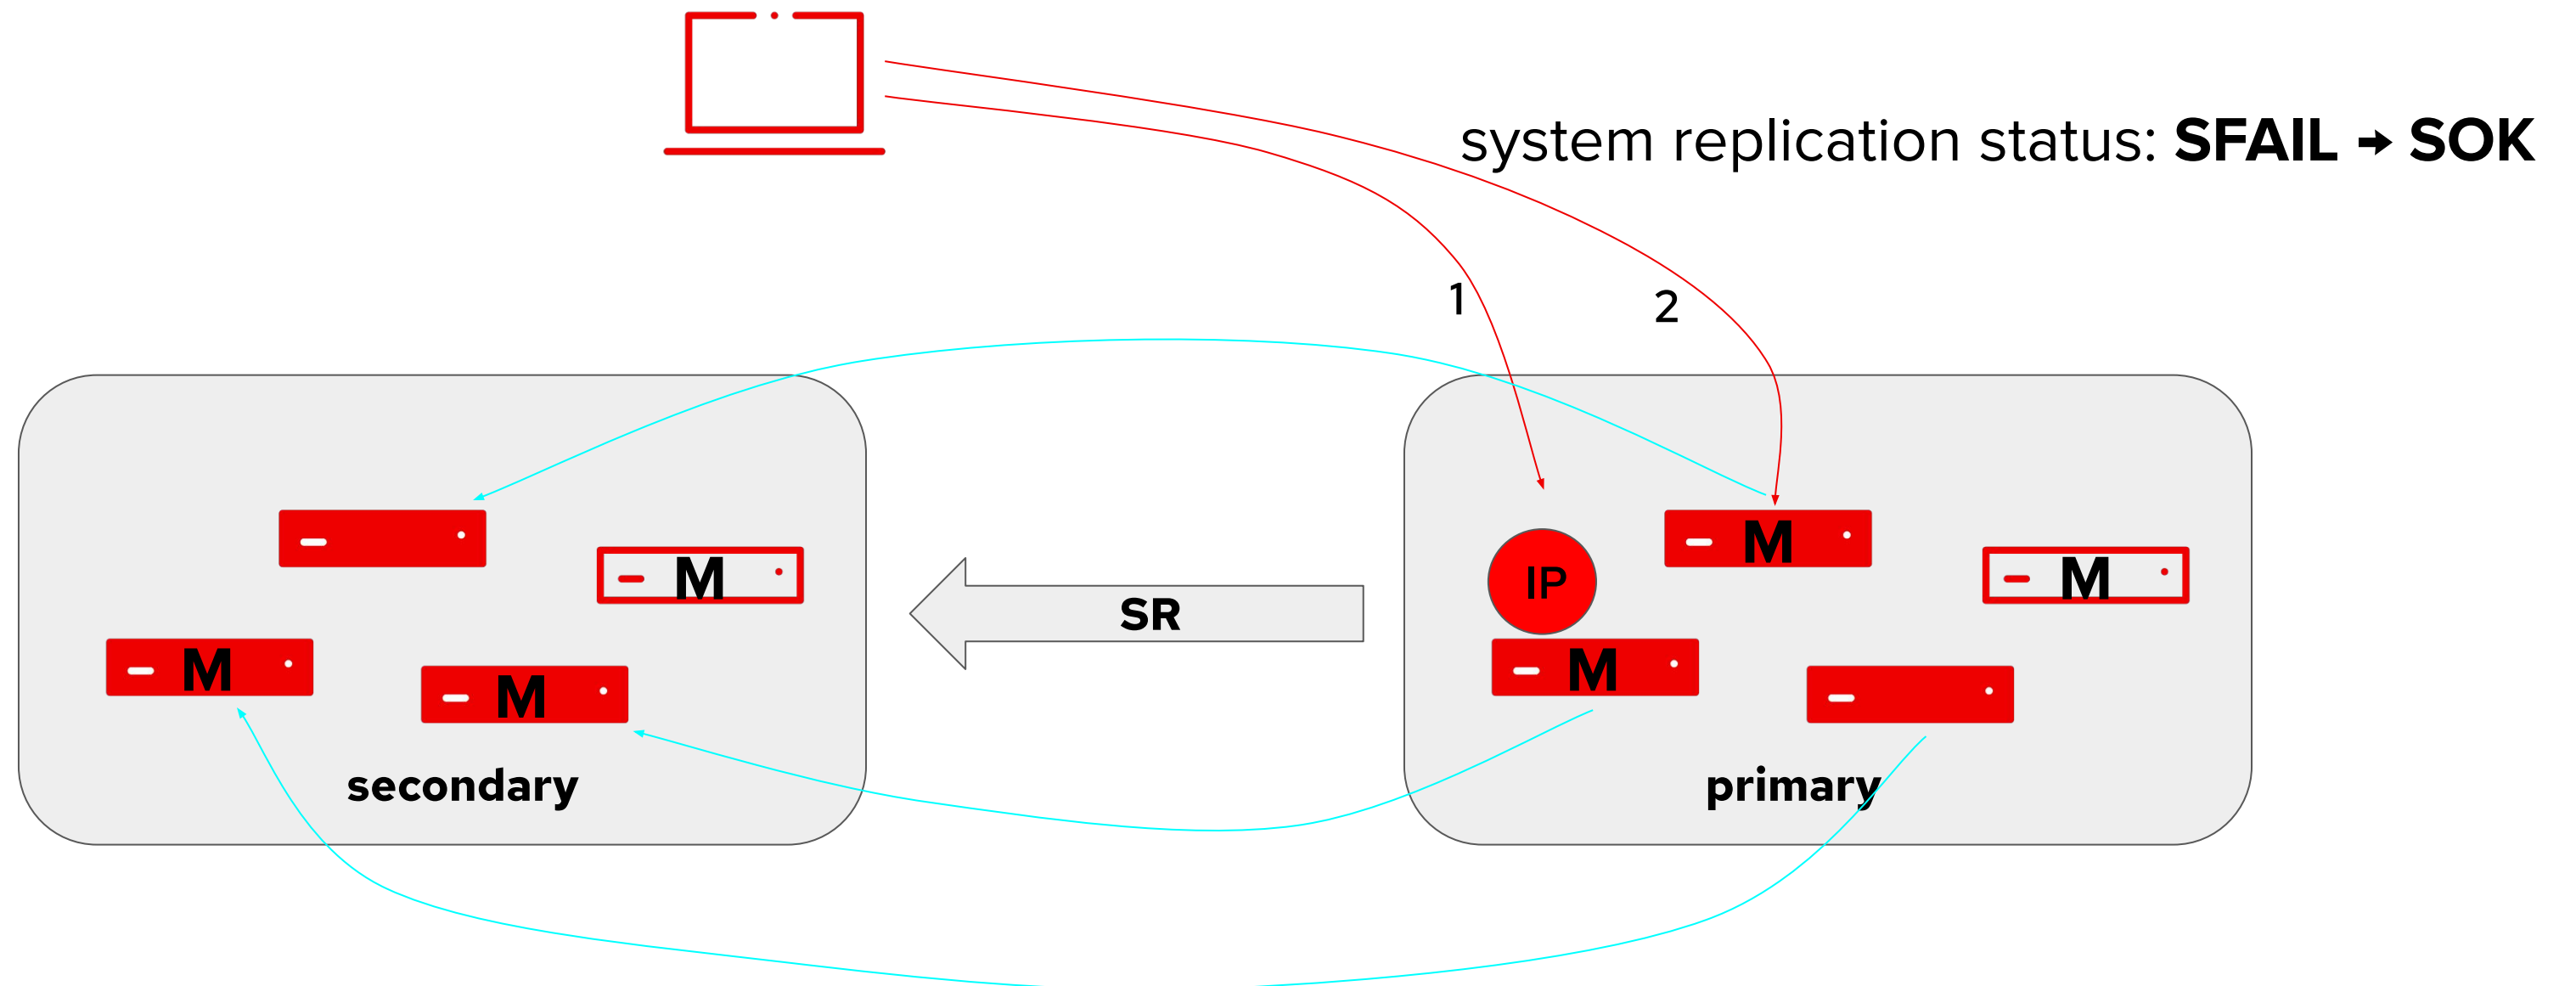 system replication status: SFAIL → SOK
1
2
M
IP
M
M
M
SR
M
M
M
secondary
primary